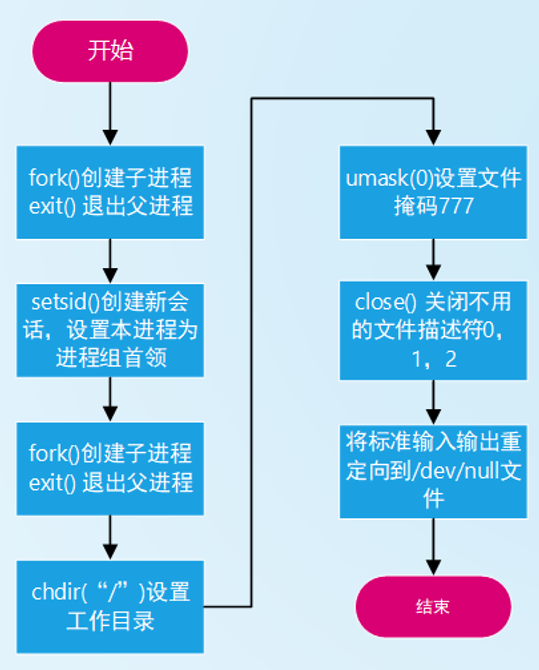 开始
fork()创建子进程
exit() 退出父进程
setsid()创建新会
话，设置本进程为
进程组首领
fork()创建子进程
exit() 退出父进程
chdir(“/”)设置
工作目录
umask(0)设置文件
掩码777
close() 关闭不用
的文件描述符0，
1，2
将标准输入输出重
定向到/dev/null文
件
结束